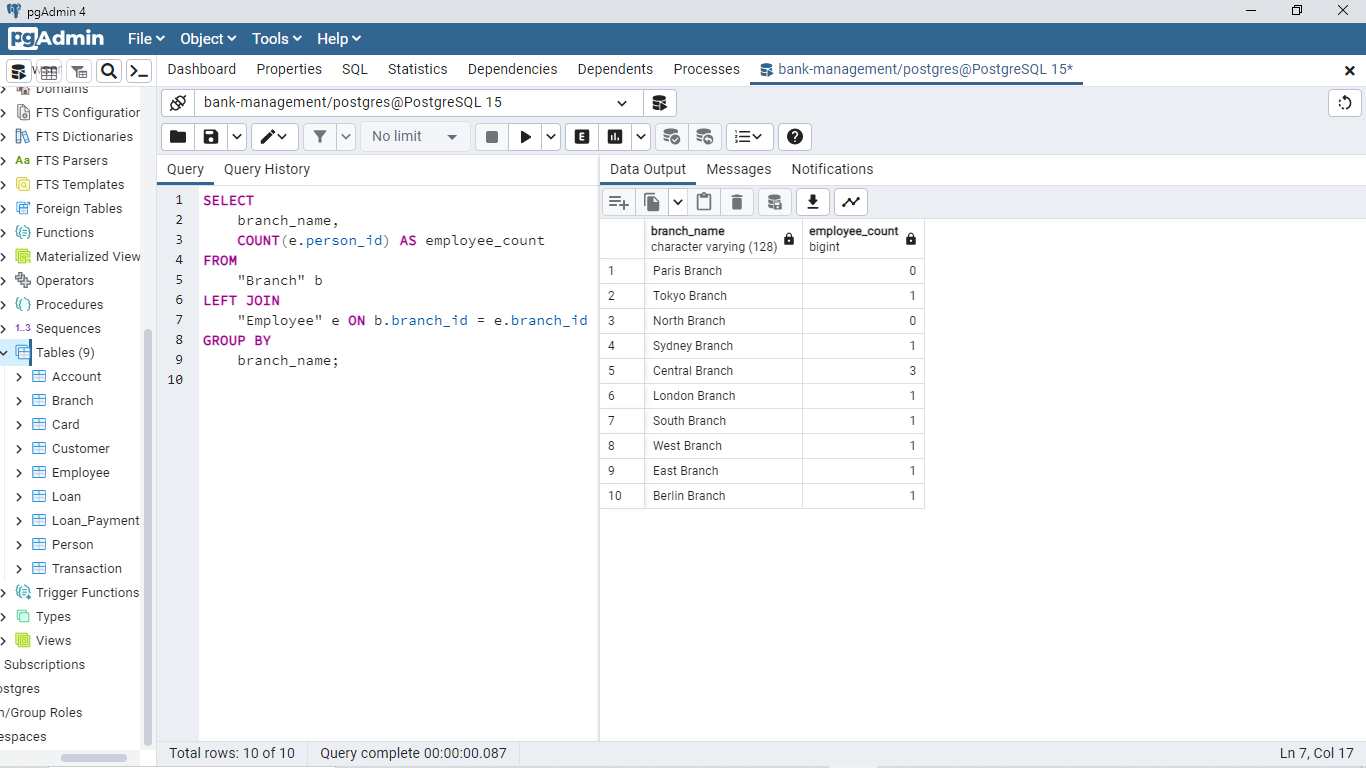 pgAdmin 4
pgAdmin File Object Tools Help
Dashboard Properties SQL Statistics Dependencies Dependents Processes bank-management/postgres@PostgreSQL 15*
bank-management/postgres@PostgreSQL 15
No limit
E
Domains
FTS Configuration
FTS Dictionaries
Aa FTS Parsers
FTS Templates
Foreign Tables
Functions
Materialized View
Operators
Procedures
1..3 Sequences
Tables (9)
Account
Branch
Card
Customer
Employee
Loan
Loan_Payment
Person
Transaction
Trigger Functions
Types
Views
Subscriptions
ostgres
n/Group Roles
espaces
Query Query History
1 SELECT
2 branch_name,
3 COUNT(e.person_id) AS employee_count
4 FROM
5 "Branch" b
6 LEFT JOIN
7 "Employee" e ON b.branch_id = e.branch_id
8 GROUP BY
9 branch_name;
10
Data Output Messages Notifications
branch_name employee_count
character varying (128) bigint
1 Paris Branch 0
2 Tokyo Branch 1
3 North Branch 0
4 Sydney Branch 1
5 Central Branch 3
6 London Branch 1
7 South Branch 1
8 West Branch 1
9 East Branch 1
10 Berlin Branch 1
Total rows: 10 of 10 Query complete 00:00:00.087 Ln 7, Col 17